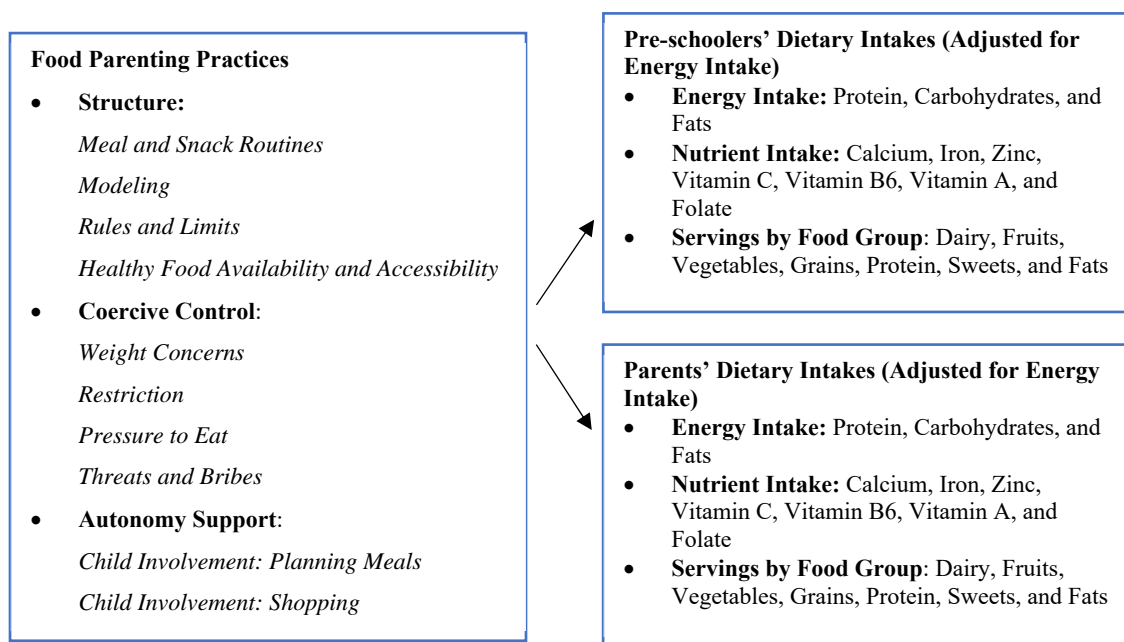 Food Parenting Practices
• Structure:
Meal and Snack Routines
Modeling
Rules and Limits
Healthy Food Availability and Accessibility
• Coercive Control:
Weight Concerns
Restriction
Pressure to Eat
Threats and Bribes
• Autonomy Support:
Child Involvement: Planning Meals
Child Involvement: Shopping
Pre-schoolers’ Dietary Intakes (Adjusted for
Energy Intake)
• Energy Intake: Protein, Carbohydrates, and
Fats
• Nutrient Intake: Calcium, Iron, Zinc,
Vitamin C, Vitamin B6, Vitamin A, and
Folate
• Servings by Food Group: Dairy, Fruits,
Vegetables, Grains, Protein, Sweets, and Fats
Parents’ Dietary Intakes (Adjusted for Energy
Intake)
• Energy Intake: Protein, Carbohydrates, and
Fats
• Nutrient Intake: Calcium, Iron, Zinc,
Vitamin C, Vitamin B6, Vitamin A, and
Folate
• Servings by Food Group: Dairy, Fruits,
Vegetables, Grains, Protein, Sweets, and Fats